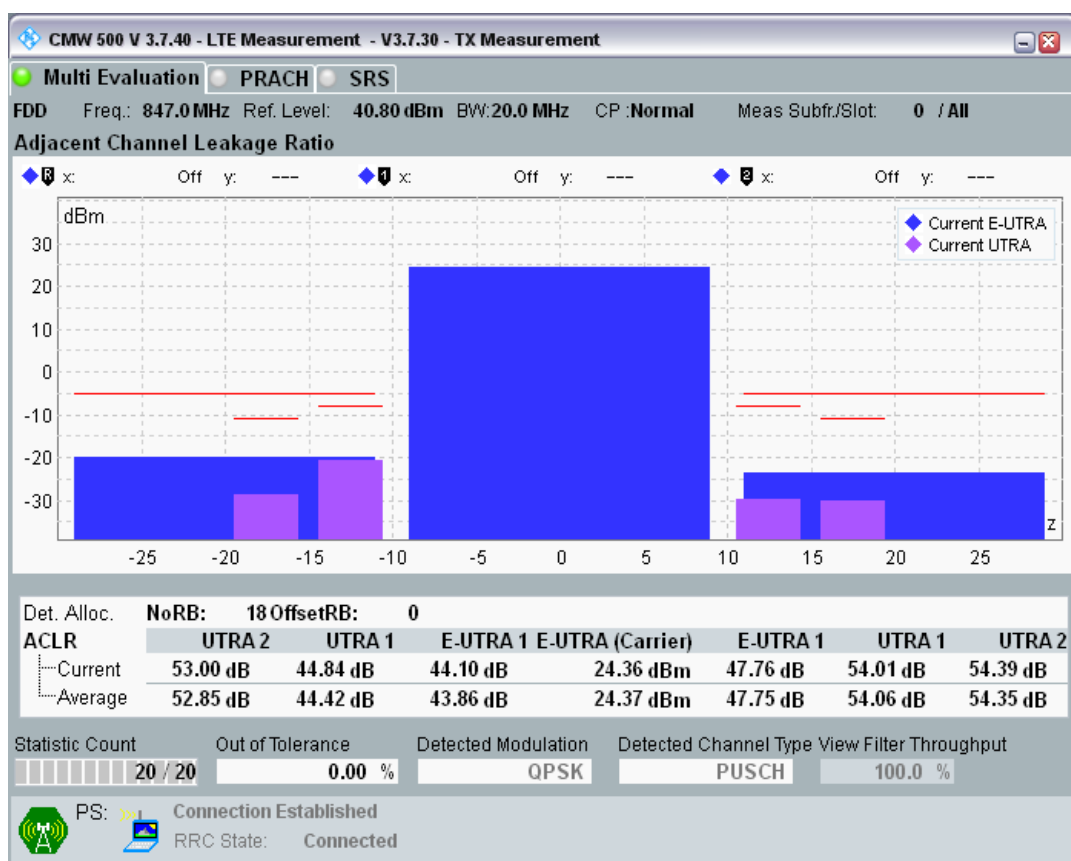 CMW 500 V 3.7.40 - LTE Measurement - V3.7.30 - TX Measurement
Multi Evaluation PRACH SRS
FDD Freq.: 847.0 MHz Ref. Level: 40.80 dBm BW:20.0 MHz CP :Normal Meas Subfr./Slot: 0 / All
Adjacent Channel Leakage Ratio
R x: Off y: --- 1 x: Off y: --- 2 x: Off y: ---
dBm
Current E-UTRA
Current UTRA
30
20
10
0
-10
-20
-30
z
-25 -20 -15 -10 -5 0 5 10 15 20 25
Det. Alloc. NoRB: 18 OffsetRB: 0
ACLR UTRA 2 UTRA 1 E-UTRA 1 E-UTRA (Carrier) E-UTRA 1 UTRA 1 UTRA 2
Current 53.00 dB 44.84 dB 44.10 dB 24.36 dBm 47.76 dB 54.01 dB 54.39 dB
Average 52.85 dB 44.42 dB 43.86 dB 24.37 dBm 47.75 dB 54.06 dB 54.35 dB
Statistic Count Out of Tolerance Detected Modulation Detected Channel Type View Filter Throughput
20 / 20 0.00 % QPSK PUSCH 100.0 %
PS: Connection Established
RRC State: Connected